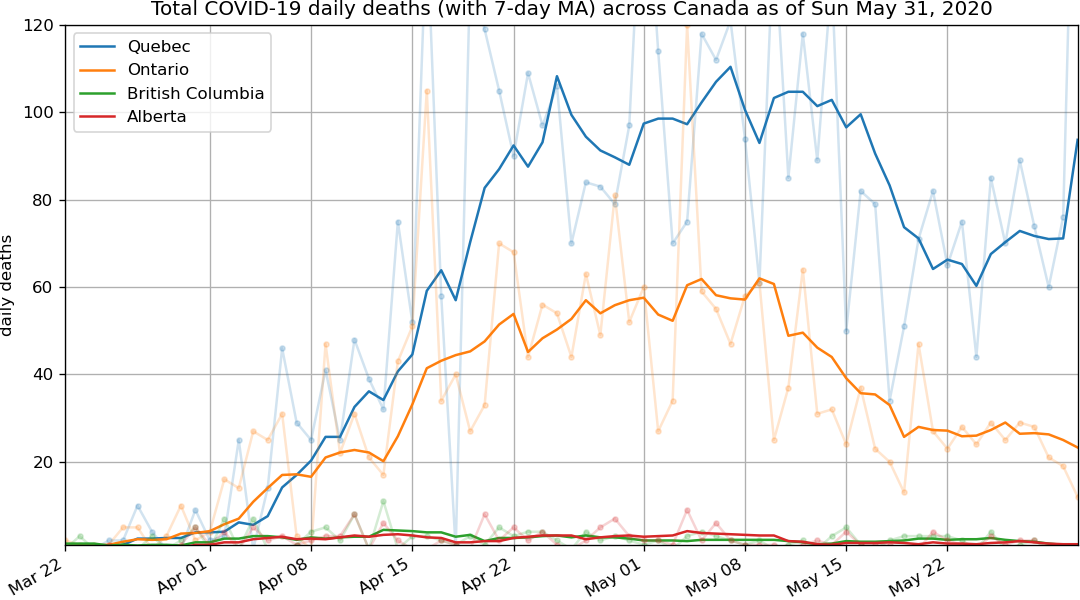 Total COVID-19 daily deaths (with 7-day MA) across Canada as of Sun May 31, 2020
120
100
80
60
40
20
daily deaths
Quebec
Ontario
British Columbia
Alberta
Mar 22
Apr 01
Apr 08
Apr 15
Apr 22
May 01
May 08
May 15
May 22